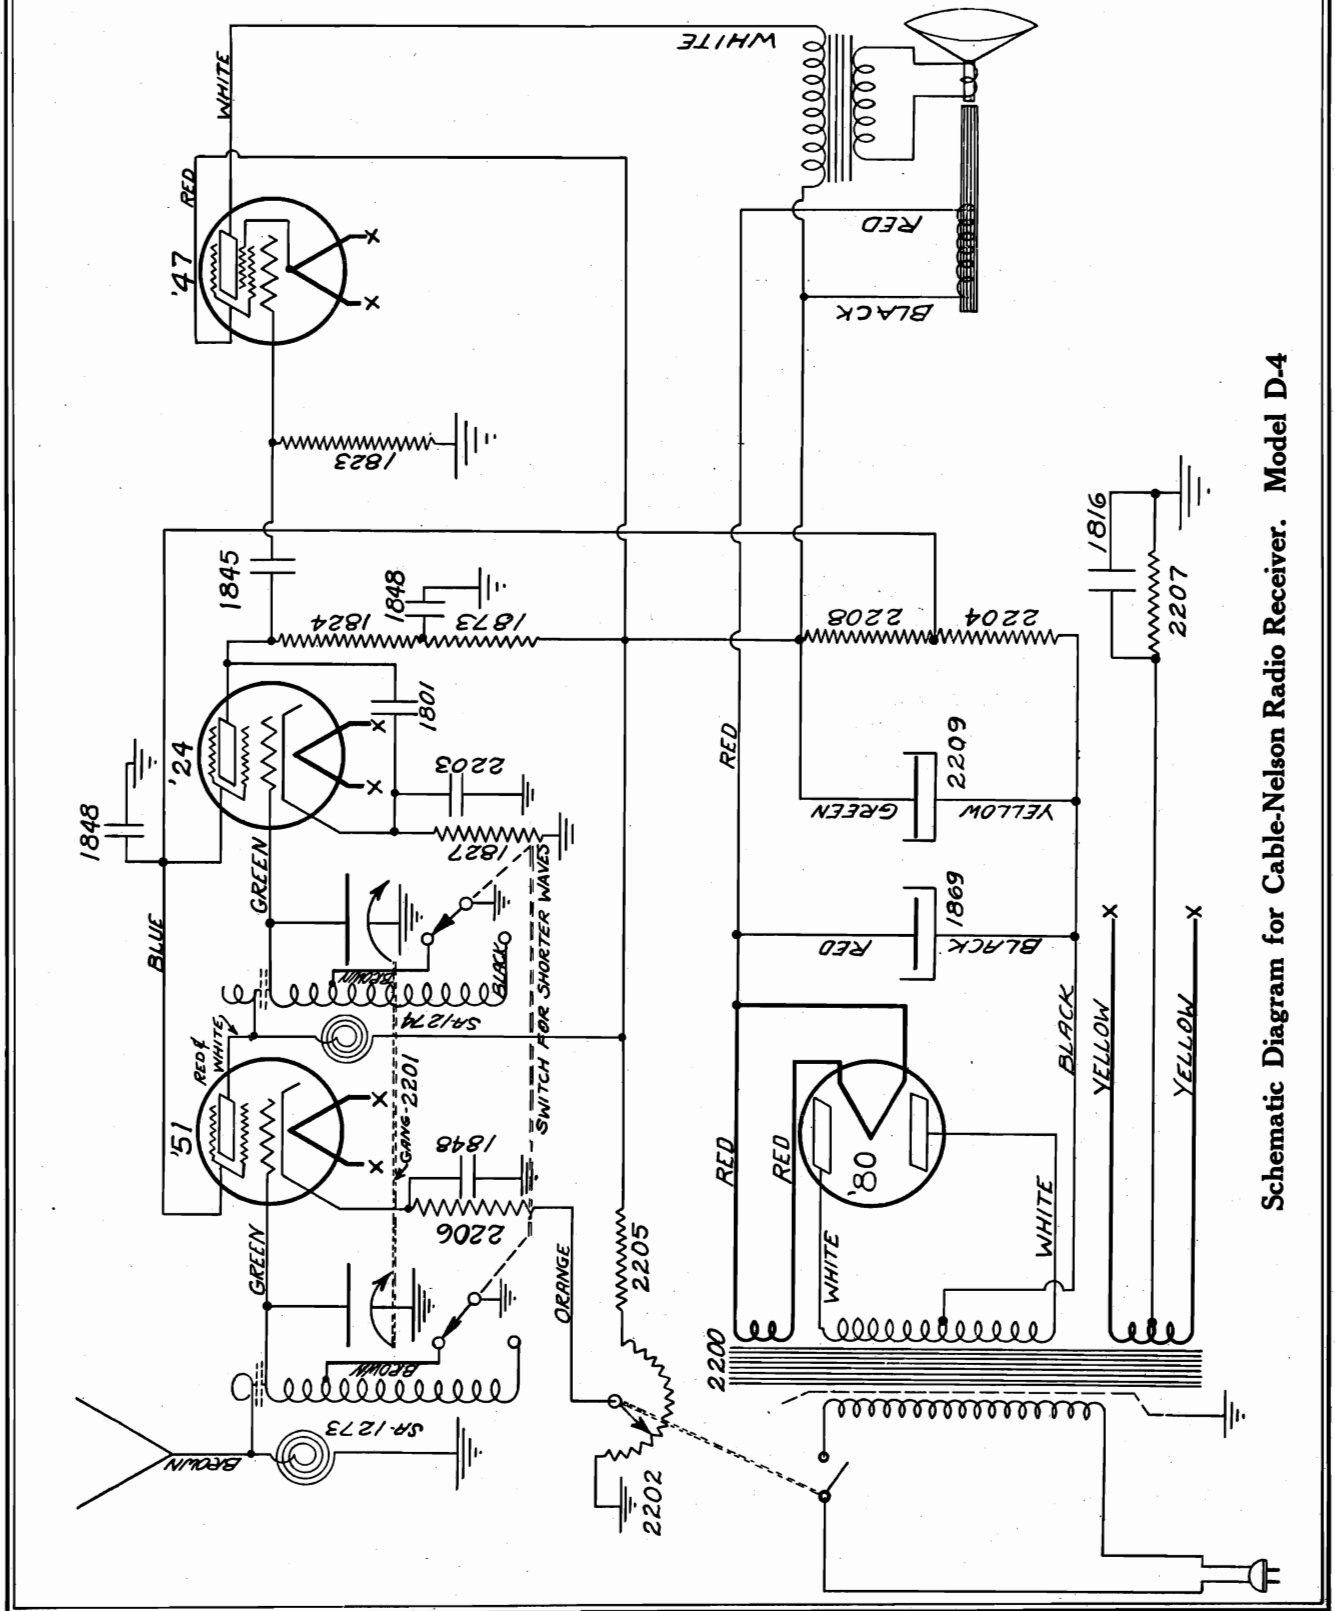 WHITE
WHITE
RED
RED
BLACK
'47
1823
1845
1824
1848
1873
2208
2204
1816
2207
'24
1801
2203
1827
1848
RED
GREEN
2209
YELLOW
GREEN
BLUE
BROWN
BLACK
SWITCH FOR SHORTER WAVES
RED
1869
BLACK
RED &
WHITE
SA-1274
'51
GANG-2201
1848
2206
GREEN
ORANGE
2205
RED
RED
'80
WHITE
WHITE
BLACK
YELLOW
YELLOW
X
X
X
X
X
X
X
X
2200
BROWN
SA-1273
BROWN
2202
Schematic Diagram for Cable-Nelson Radio Receiver. Model D-4